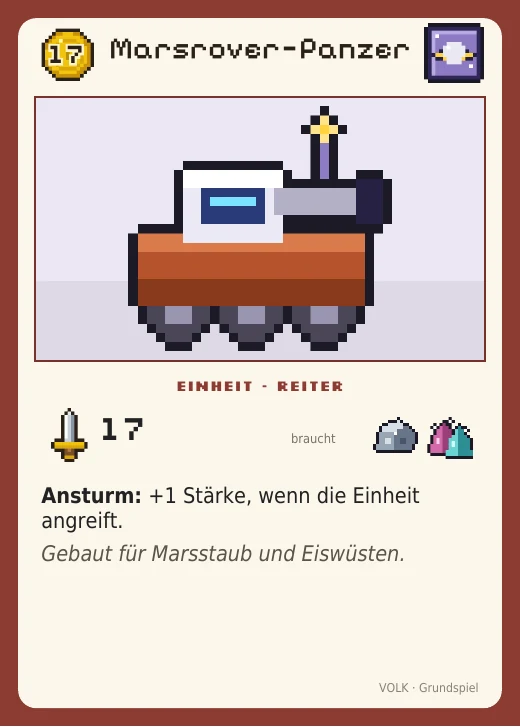 17 Marsrover-Panzer
EINHEIT - REITER
17 braucht
Ansturm: +1 Stärke, wenn die Einheit
angreift.
Gebaut für Marsstaub und Eiswüsten.
VOLK · Grundspiel